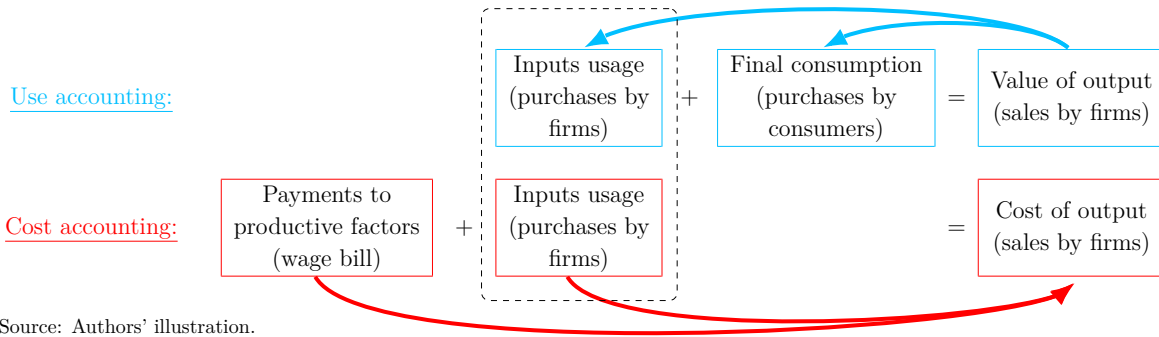 Use accounting:
Inputs usage
(purchases by
firms)
+
Final consumption
(purchases by
consumers)
=
Value of output
(sales by firms)
Cost accounting:
Payments to
productive factors
(wage bill)
+
Inputs usage
(purchases by
firms)
=
Cost of output
(sales by firms)
Source: Authors' illustration.